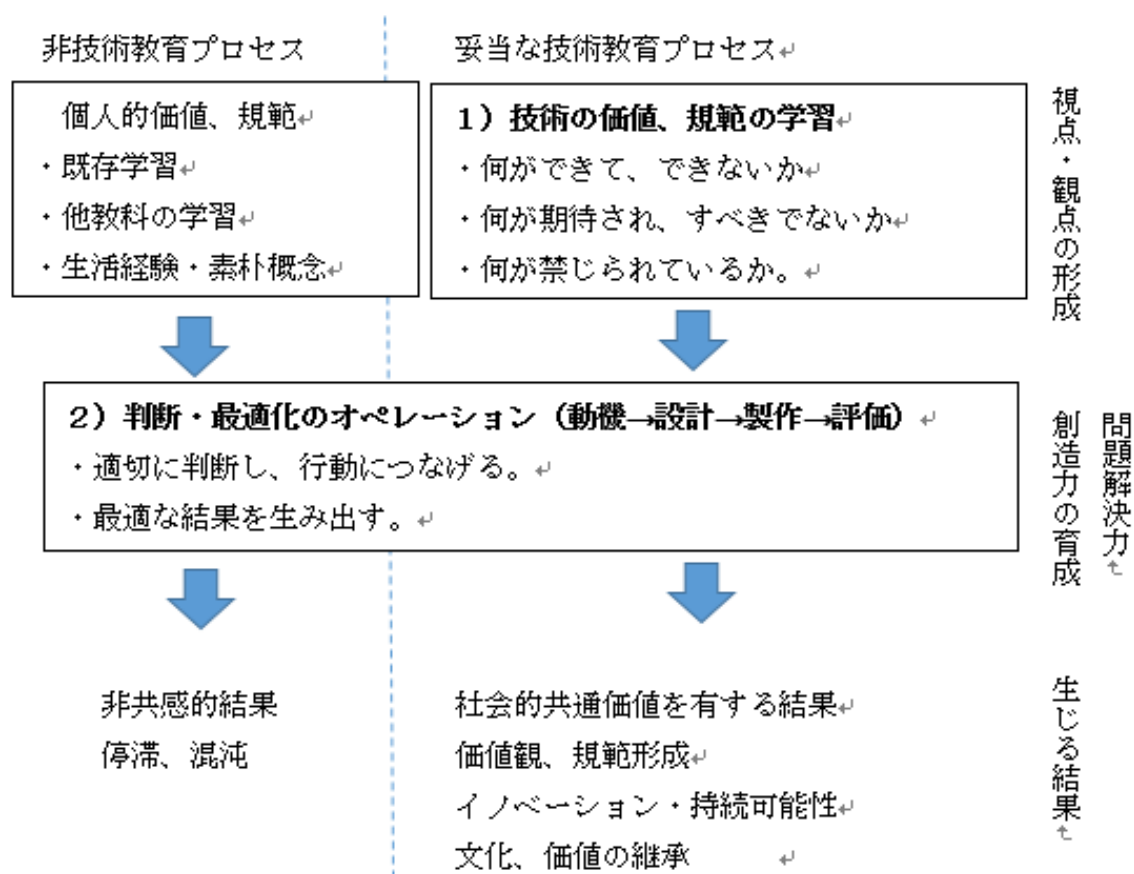 非技術教育プロセス
妥当な技術教育プロセス↵
個人的価値、規範↵
・既存学習↵
・他教科の学習↵
・生活経験・素朴概念↵
1）技術の価値、規範の学習↵
・何ができて、できないか↵
・何が期待され、すべきでないか↵
・何が禁じられているか。↵
視点・観点の形成
2）判断・最適化のオペレーション（動機→設計→製作→評価）↵
・適切に判断し、行動につなげる。↵
・最適な結果を生み出す。↵
問題解決力↵
創造力の育成
非共感的結果
停滞、混沌
社会的共通価値を有する結果↵
価値観、規範形成↵
イノベーション・持続可能性↵
文化、価値の継承 ↵
生じる結果↵